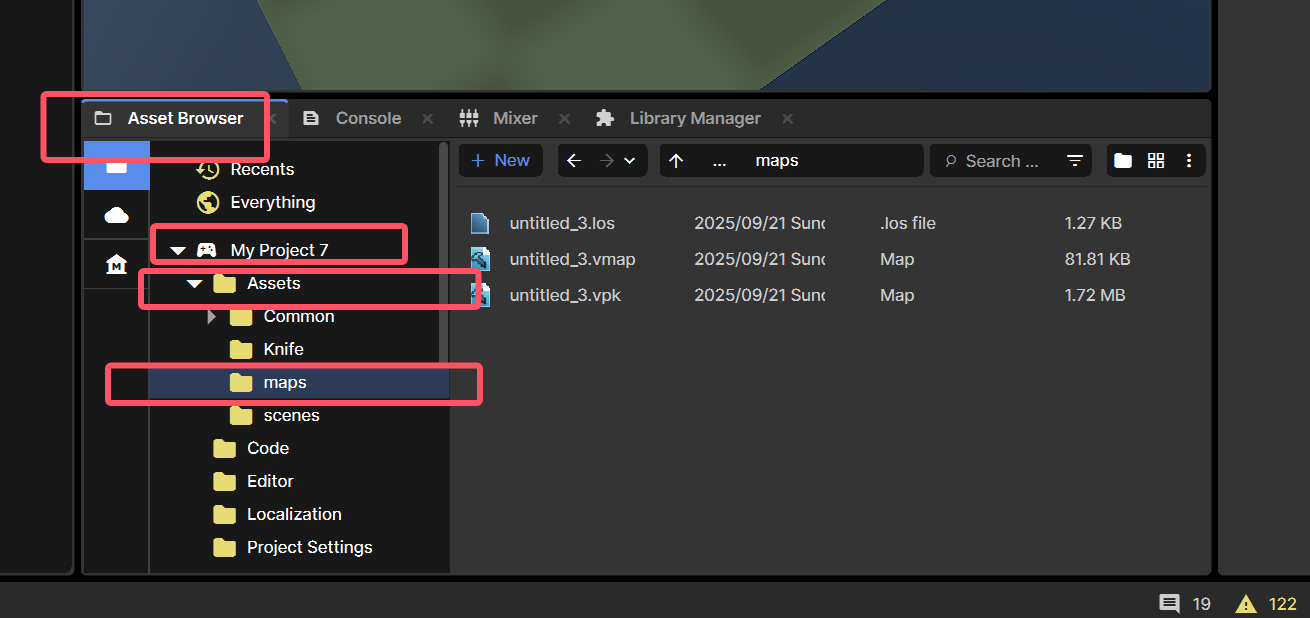 Asset Browser
Console
Mixer
Library Manager
Recents
Everything
My Project 7
Assets
Common
Knife
maps
scenes
Code
Editor
Localization
Project Settings
New
... maps
Search ...
untitled_3.los 2025/09/21 Sunc .los file 1.27 KB
untitled_3.vmap 2025/09/21 Sunc Map 81.81 KB
untitled_3.vpk 2025/09/21 Sunc Map 1.72 MB
M
19
122